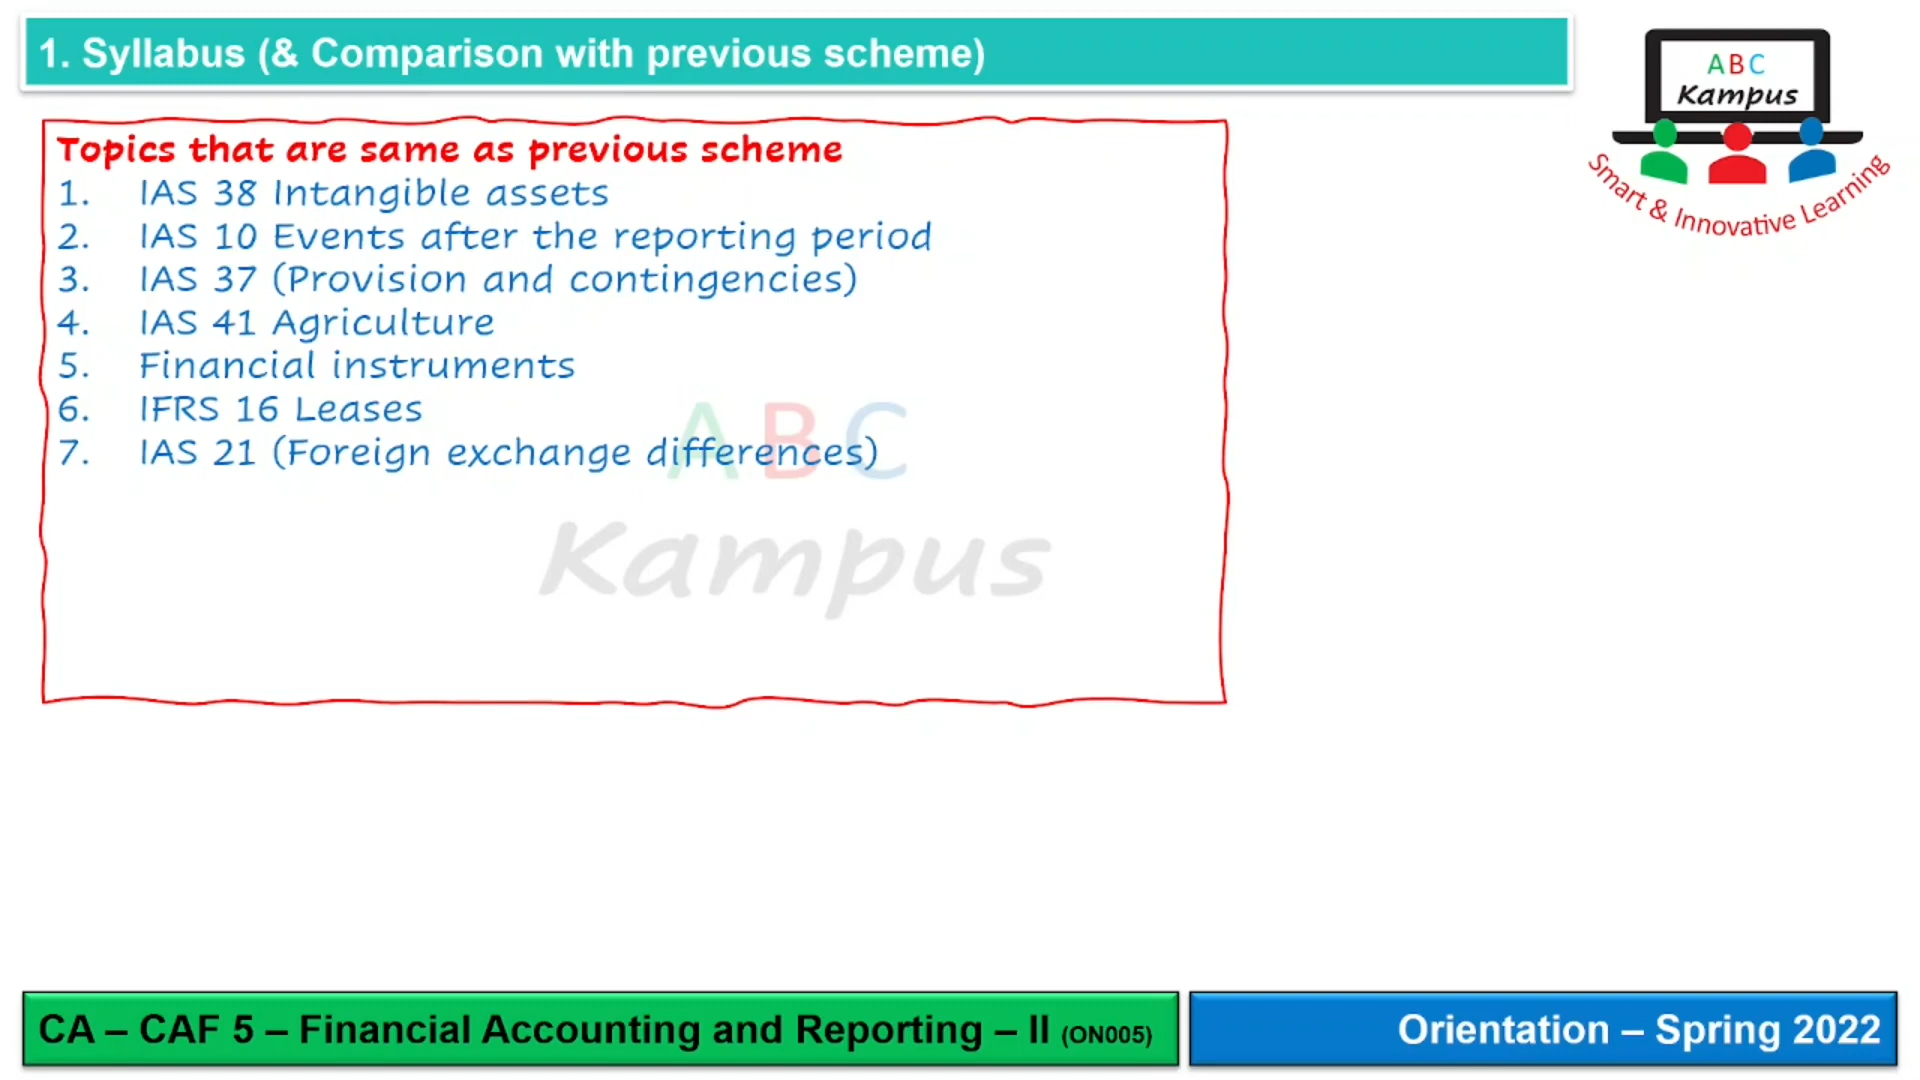 1. Syllabus (& Comparison with previous scheme)
ABC
Kampus
Smart & Innovative Learning
Topics that are same as previous scheme
1. IAS 38 Intangible assets
2. IAS 10 Events after the reporting period
3. IAS 37 (Provision and contingencies)
4. IAS 41 Agriculture
5. Financial instruments
6. IFRS 16 Leases
7. IAS 21 (Foreign exchange differences)
ABC
Kampus
CA – CAF 5 – Financial Accounting and Reporting – II (ON005)
Orientation – Spring 2022